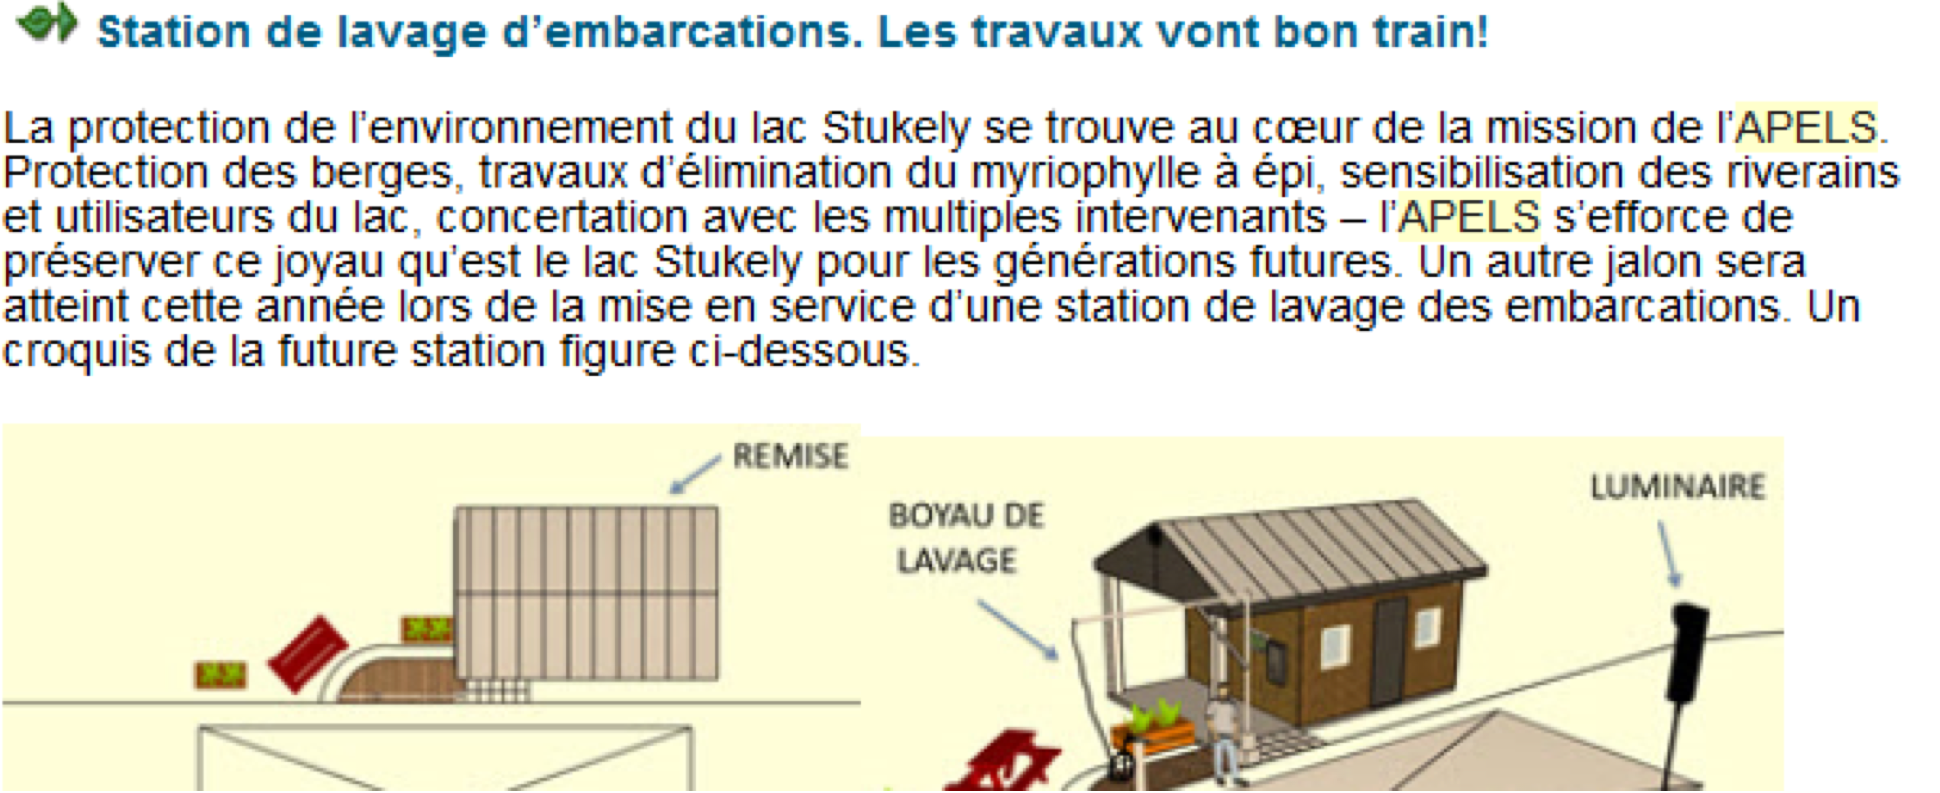 Station de lavage d’embarcations. Les travaux vont bon train!
La protection de l’environnement du lac Stukely se trouve au cœur de la mission de l’APELS.
Protection des berges, travaux d’élimination du myriophylle à épi, sensibilisation des riverains
et utilisateurs du lac, concertation avec les multiples intervenants – l’APELS s’efforce de
préserver ce joyau qu’est le lac Stukely pour les générations futures. Un autre jalon sera
atteint cette année lors de la mise en service d’une station de lavage des embarcations. Un
croquis de la future station figure ci-dessous.
REMISE
BOYAU DE
LAVAGE
LUMINAIRE